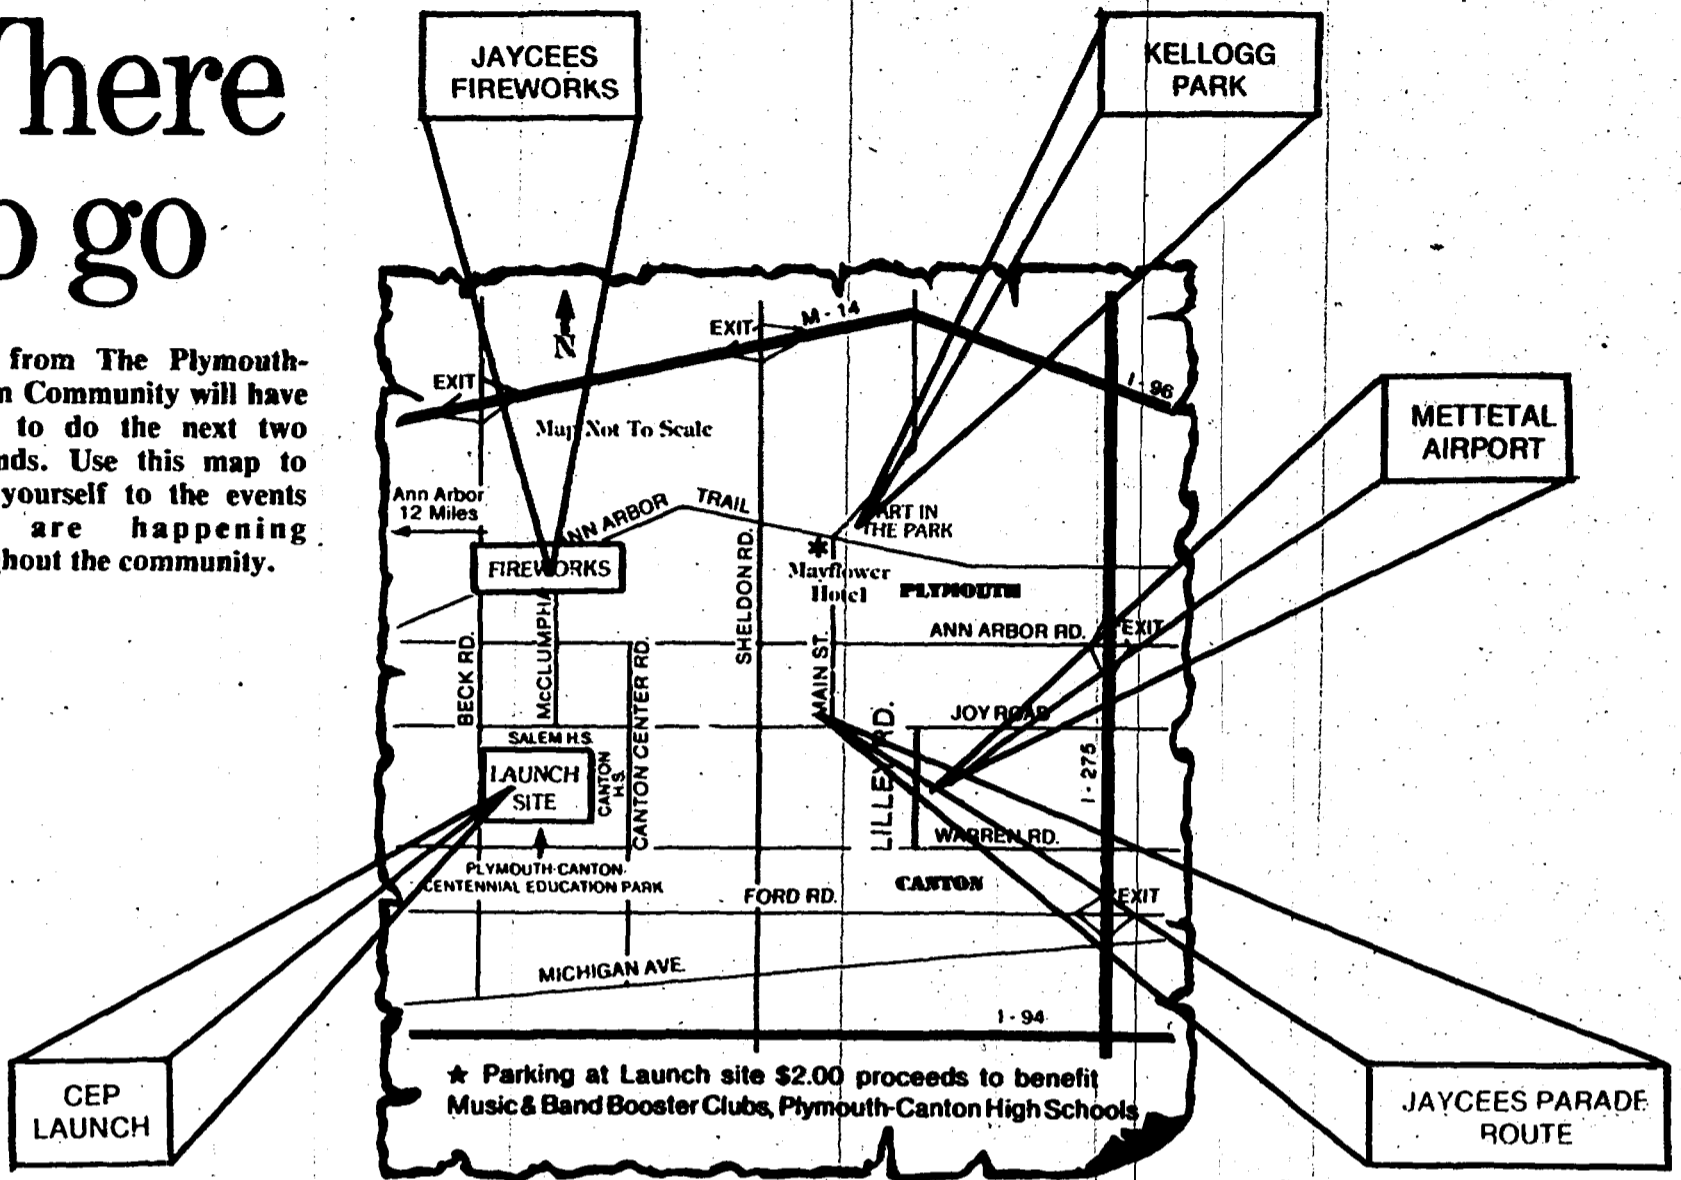 here
go
from The Plymouth-
Community will have
to do the next two
Use this map to
yourself to the events
are happening
the community.
JAYCEES
FIREWORKS
KELLOGG
PARK
METTETAL
AIRPORT
CEP
LAUNCH
JAYCEES PARADE
ROUTE
N
EXIT
M - 14
EXIT
I - 96
Map Not To Scale
Ann Arbor
12 Miles
ANN ARBOR TRAIL
ART IN
THE PARK
FIREWORKS
Mayflower
Hotel
PLYMOUTH
SHELDON RD.
ANN ARBOR RD.
EXIT
BECK RD.
McCLUMPHA
CANTON CENTER RD.
MAIN ST.
LILLEY RD.
JOY ROAD
SALEM H.S.
LAUNCH
SITE
CANTON
H.S.
I - 275
WARREN RD.
PLYMOUTH-CANTON
CENTENNIAL EDUCATION PARK
CANTON
FORD RD.
EXIT
MICHIGAN AVE.
I - 94
★ Parking at Launch site $2.00 proceeds to benefit
Music & Band Booster Clubs, Plymouth-Canton High Schools